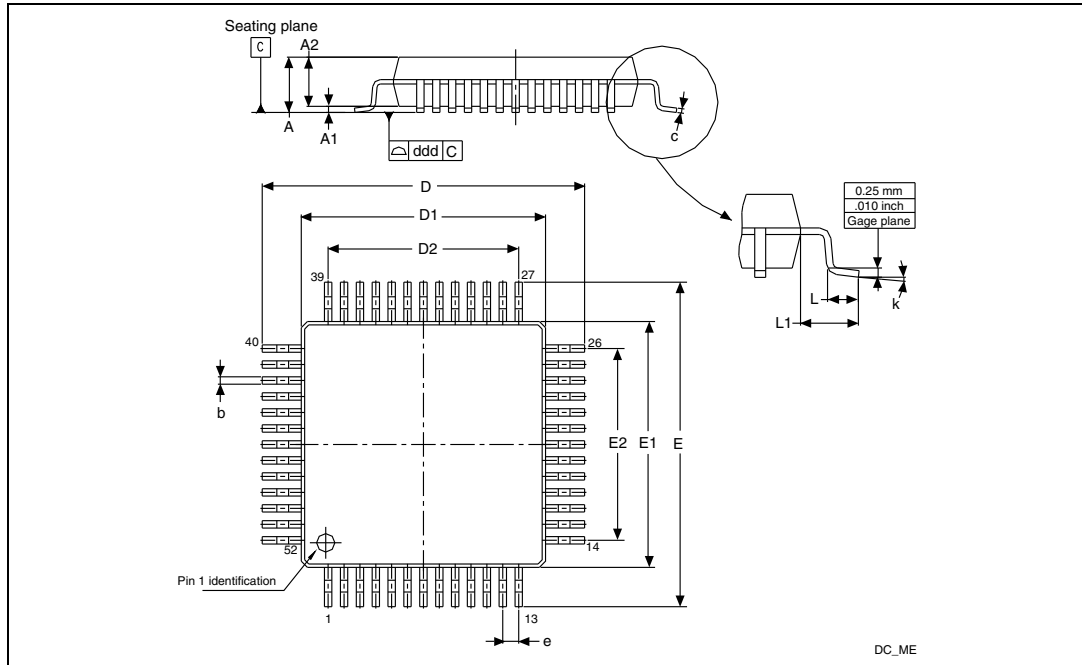 Seating plane
C
A2
A
A1
c
ddd C
D
0.25 mm
.010 inch
Gage plane
D1
D2
39
27
L
k
L1
40
26
b
E2
E1
E
52
14
Pin 1 identification
1
13
e
DC_ME